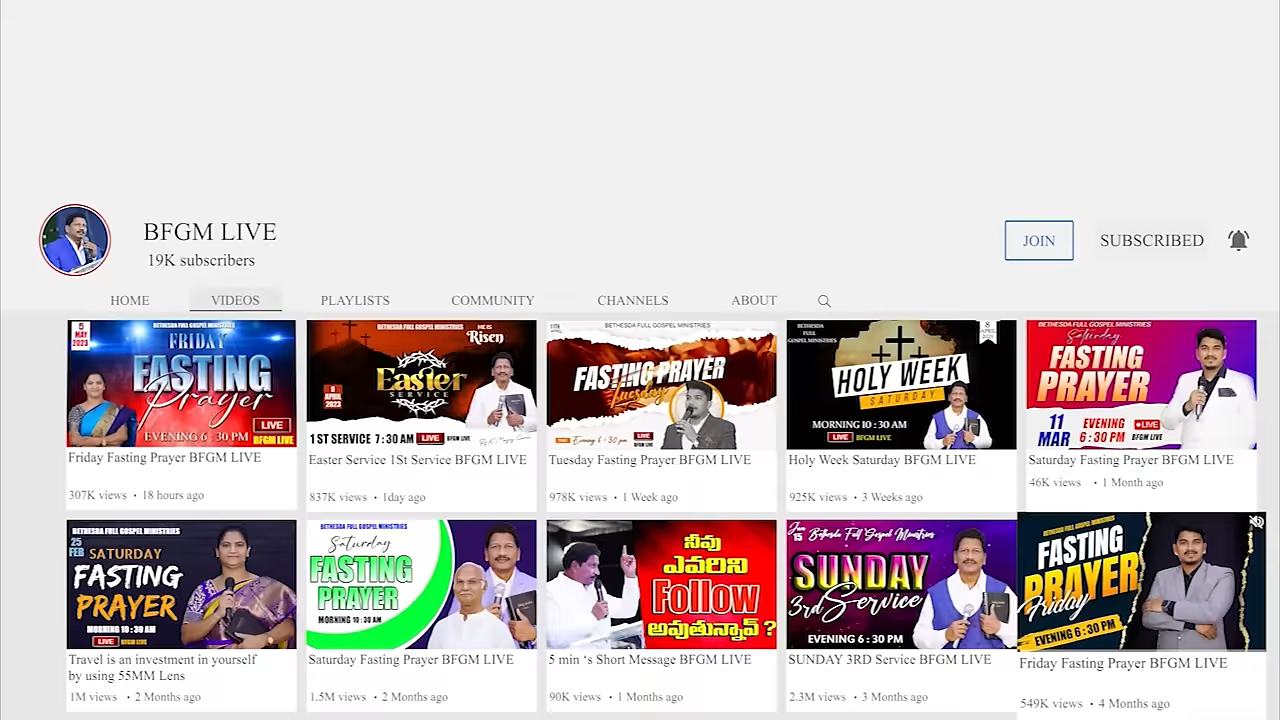 BFGM LIVE
19K subscribers
JOIN
SUBSCRIBED
HOME
VIDEOS
PLAYLISTS
COMMUNITY
CHANNELS
ABOUT
5
MAY
2023
BETHESDA FULL GOSPEL MINISTRIES
FRIDAY
FASTING
Prayer
LIVE
EVENING 6 : 30 PM
BFGM LIVE
Friday Fasting Prayer BFGM LIVE
307K views • 18 hours ago
BETHESDA FULL GOSPEL MINISTRIES
HE IS
Risen
Easter
SERVICE
9
APRIL
2023
1ST SERVICE 7 : 30 AM LIVE BFGM LIVE
Easter Service 1St Service BFGM LIVE
837K views • 1day ago
11TH
APRIL
BETHESDA FULL GOSPEL MINISTRIES
FASTING PRAYER
Tuesday
Evening 6 : 30 pm
LIVE
BFGM LIVE
Tuesday Fasting Prayer BFGM LIVE
978K views • 1 Week ago
BETHESDA
FULL
GOSPEL MINISTRIES
8
APRIL
2023
HOLY WEEK
SATURDAY
MORNING 10 : 30 AM
LIVE BFGM LIVE
Holy Week Saturday BFGM LIVE
925K views • 3 Weeks ago
BETHESDA FULL GOSPEL MINISTRIES
Saturday
FASTING
PRAYER
11
MAR
EVENING
6 : 30 PM
LIVE
BFGM LIVE
Saturday Fasting Prayer BFGM LIVE
46K views • 1 Month ago
BETHESDA FULL GOSPEL MINISTRIES
25
FEB
SATURDAY
FASTING
PRAYER
MORNING 10 : 30 AM
LIVE BFGM LIVE
Travel is an investment in yourself
by using 55MM Lens
1M views • 2 Months ago
BETHESDA FULL GOSPEL MINISTRIES
Saturday
FASTING
PRAYER
MORNING 10 : 30 AM
Saturday Fasting Prayer BFGM LIVE
1.5M views • 2 Months ago
నీవు
ఎవరిని
Follow
అవుతున్నావ్ ?
5 min ‘s Short Message BFGM LIVE
90K views • 1 Months ago
Jan
15
Bethesda Full Gospel Ministries
SUNDAY
3rd Service
EVENING 6 : 30 PM
SUNDAY 3RD Service BFGM LIVE
2.3M views • 3 Months ago
BETHESDA FULL GOSPEL MINISTRIES
FASTING
PRAYER
Friday
EVENING 6 : 30 PM
Friday Fasting Prayer BFGM LIVE
549K views • 4 Months ago